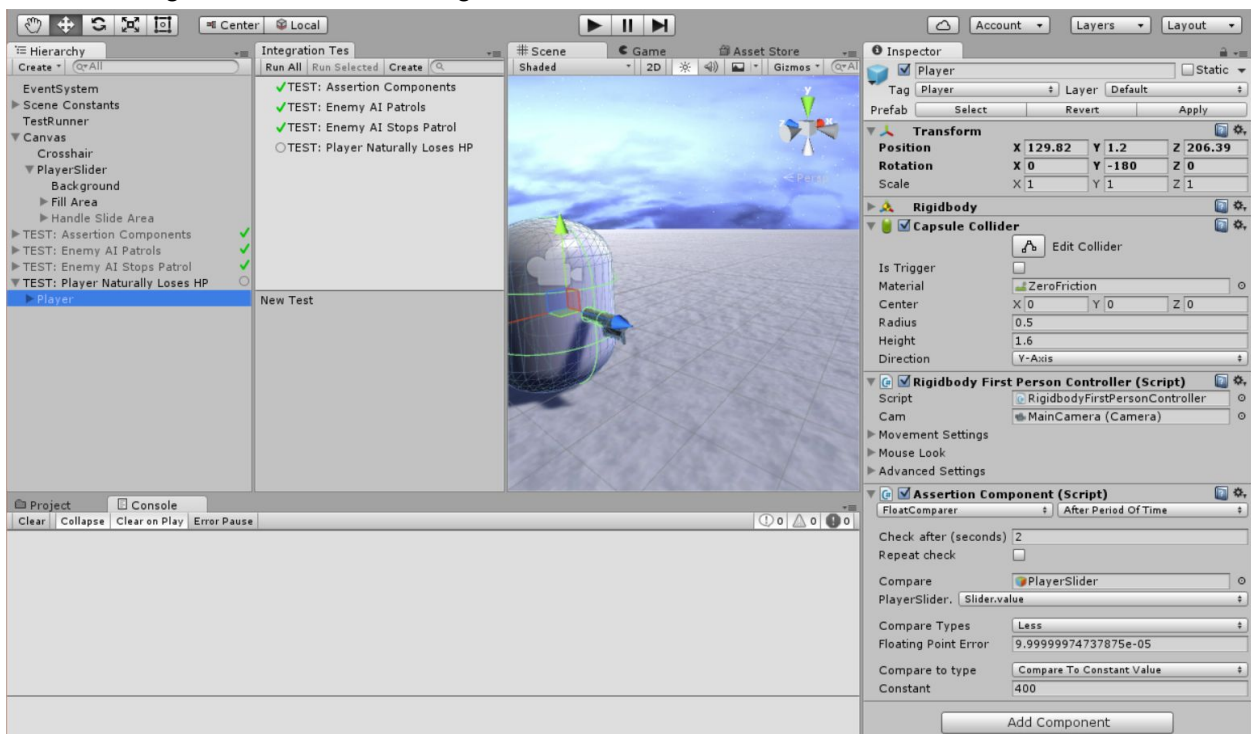 Center Local Account Layers Layout
Hierarchy
Create All
EventSystem
Scene Constants
TestRunner
Canvas
Crosshair
PlayerSlider
Background
Fill Area
Handle Slide Area
TEST: Assertion Components
TEST: Enemy AI Patrols
TEST: Enemy AI Stops Patrol
TEST: Player Naturally Loses HP
Player
Integration Tes
Run All Run Selected Create
TEST: Assertion Components
TEST: Enemy AI Patrols
TEST: Enemy AI Stops Patrol
TEST: Player Naturally Loses HP
New Test
Scene Game Asset Store
Shaded 2D Gizmos Al
y
x
Persp
Project Console
Clear Collapse Clear on Play Error Pause 0 0 0
Inspector
Player Static
Tag Player Layer Default
Prefab Select Revert Apply
Transform
Position X 129.82 Y 1.2 Z 206.39
Rotation X 0 Y -180 Z 0
Scale X 1 Y 1 Z 1
Rigidbody
Capsule Collider
Edit Collider
Is Trigger
Material ZeroFriction
Center X 0 Y 0 Z 0
Radius 0.5
Height 1.6
Direction Y-Axis
Rigidbody First Person Controller (Script)
Script RigidbodyFirstPersonController
Cam MainCamera (Camera)
Movement Settings
Mouse Look
Advanced Settings
Assertion Component (Script)
FloatComparer After Period Of Time
Check after (seconds) 2
Repeat check
Compare PlayerSlider
PlayerSlider. Slider.value
Compare Types Less
Floating Point Error 9.99999974737875e-05
Compare to type Compare To Constant Value
Constant 400
Add Component